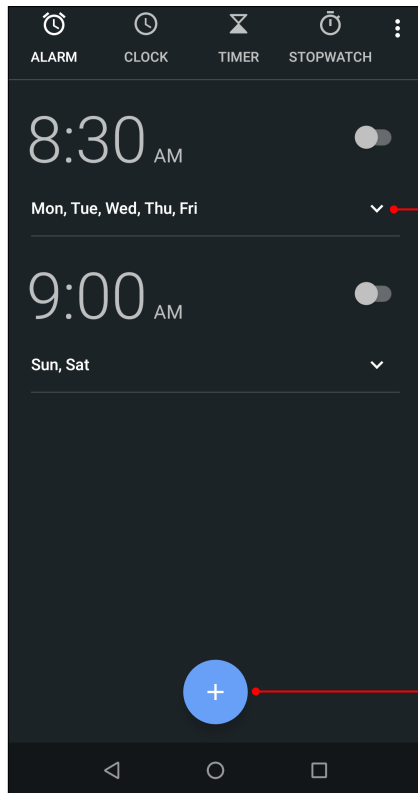 ALARM CLOCK TIMER STOPWATCH
8:30 AM
Mon, Tue, Wed, Thu, Fri
9:00 AM
Sun, Sat